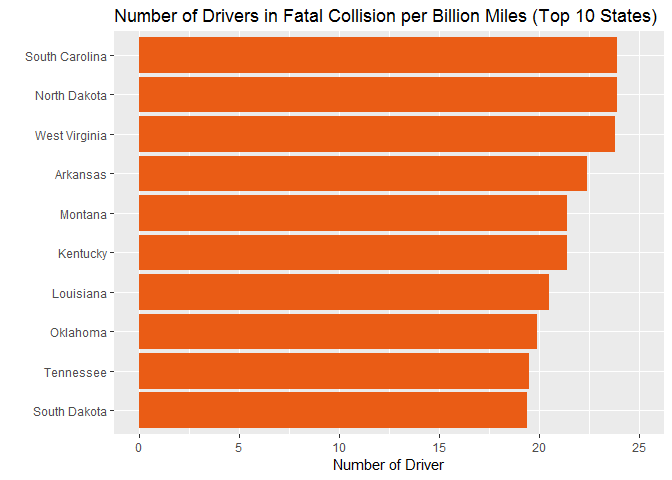 Number of Drivers in Fatal Collision per Billion Miles (Top 10 States)
South Carolina
North Dakota
West Virginia
Arkansas
Montana
Kentucky
Louisiana
Oklahoma
Tennessee
South Dakota
0 5 10 15 20 25
Number of Driver